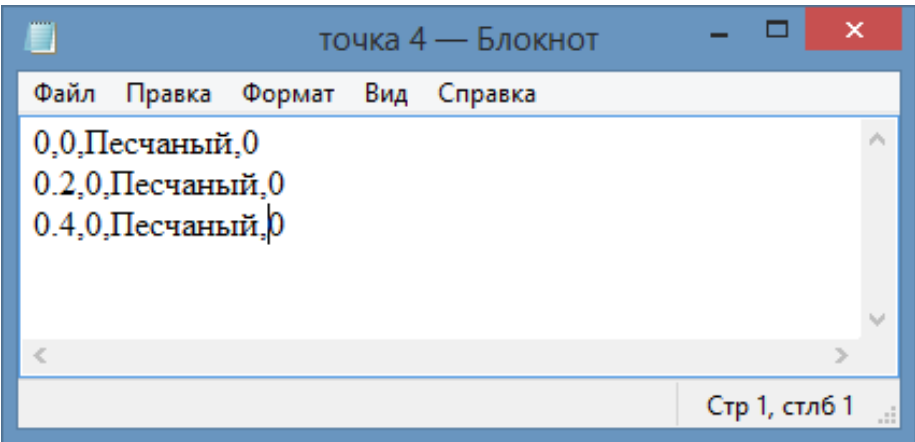 точка 4 — Блокнот
Файл Правка Формат Вид Справка
0,0,Песчаный,0
0.2,0,Песчаный,0
0.4,0,Песчаный,0
Стр 1, стлб 1